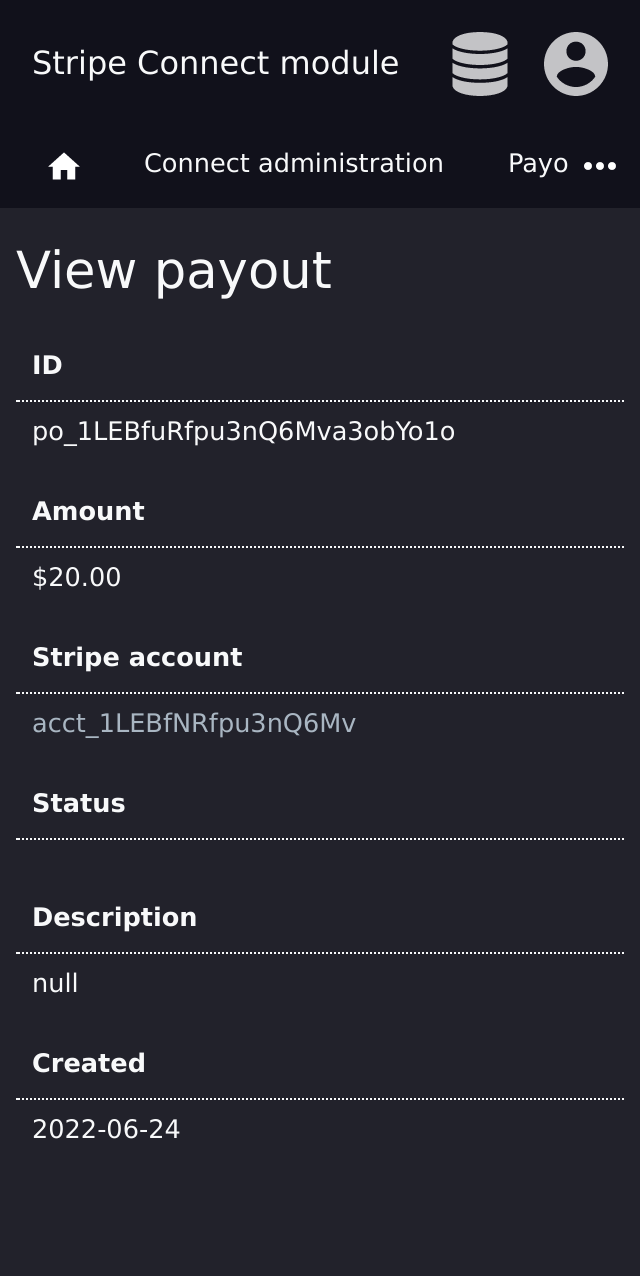 Stripe Connect module
Connect administration Payo •••
View payout
ID
po_1LEBfuRfpu3nQ6Mva3obYo1o
Amount
$20.00
Stripe account
acct_1LEBfNRfpu3nQ6Mv
Status
Description
null
Created
2022-06-24